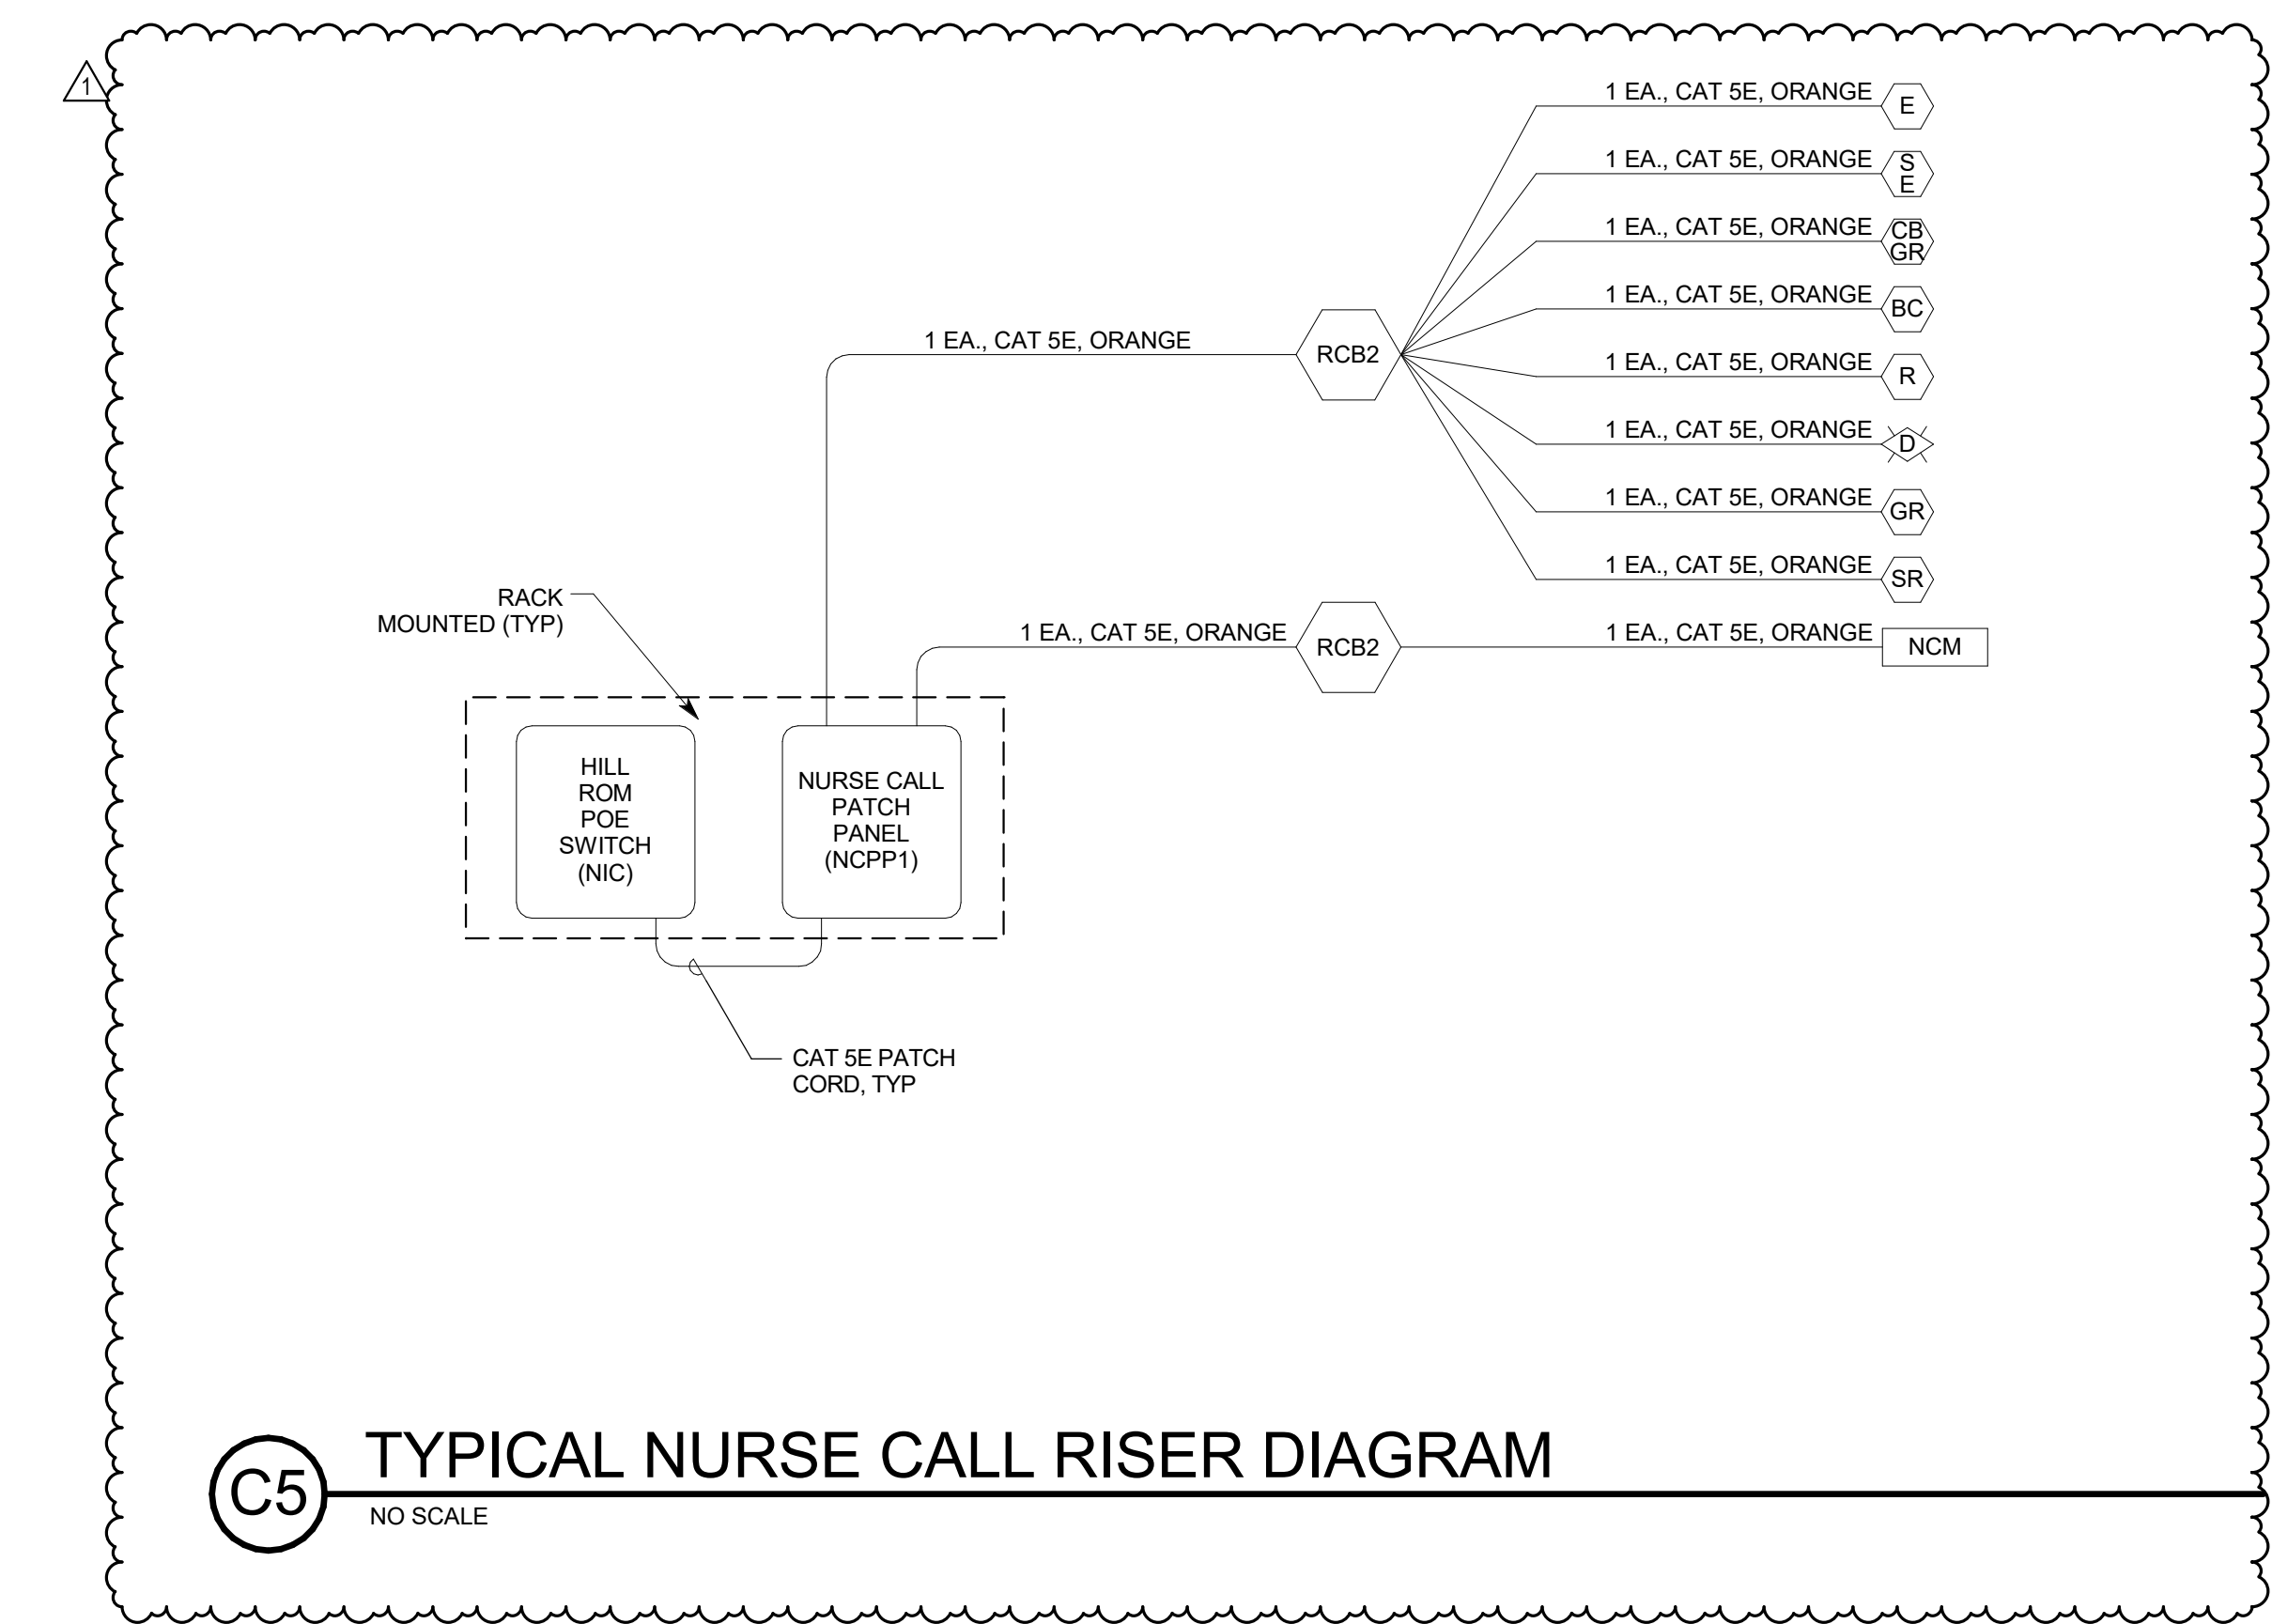 1
1 EA., CAT 5E, ORANGE
E
1 EA., CAT 5E, ORANGE
S
E
1 EA., CAT 5E, ORANGE
CB
GR
1 EA., CAT 5E, ORANGE
BC
1 EA., CAT 5E, ORANGE
RCB2
1 EA., CAT 5E, ORANGE
R
1 EA., CAT 5E, ORANGE
D
1 EA., CAT 5E, ORANGE
GR
1 EA., CAT 5E, ORANGE
SR
RACK
MOUNTED (TYP)
1 EA., CAT 5E, ORANGE
RCB2
1 EA., CAT 5E, ORANGE
NCM
HILL
ROM
POE
SWITCH
(NIC)
NURSE CALL
PATCH
PANEL
(NCPP1)
CAT 5E PATCH
CORD, TYP
C5
TYPICAL NURSE CALL RISER DIAGRAM
NO SCALE